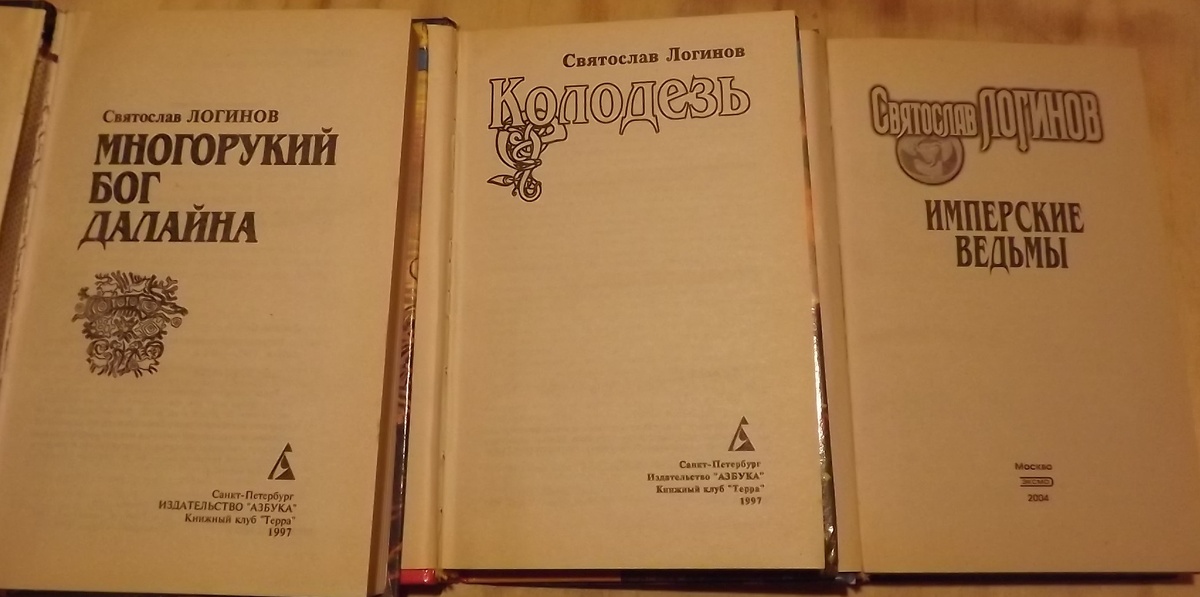 Святослав ЛОГИНОВ
МНОГОРУКИЙ
БОГ
ДАЛАЙНА
Санкт-Петербург
ИЗДАТЕЛЬСТВО "АЗБУКА"
Книжный клуб "Терра"
1997
Святослав Логинов
Колодезь
Санкт-Петербург
Издательство "АЗБУКА"
Книжный клуб "Терра"
1997
Святослав ЛОГИНОВ
ИМПЕРСКИЕ
ВЕДЬМЫ
Москва
ЭКСМО
2004